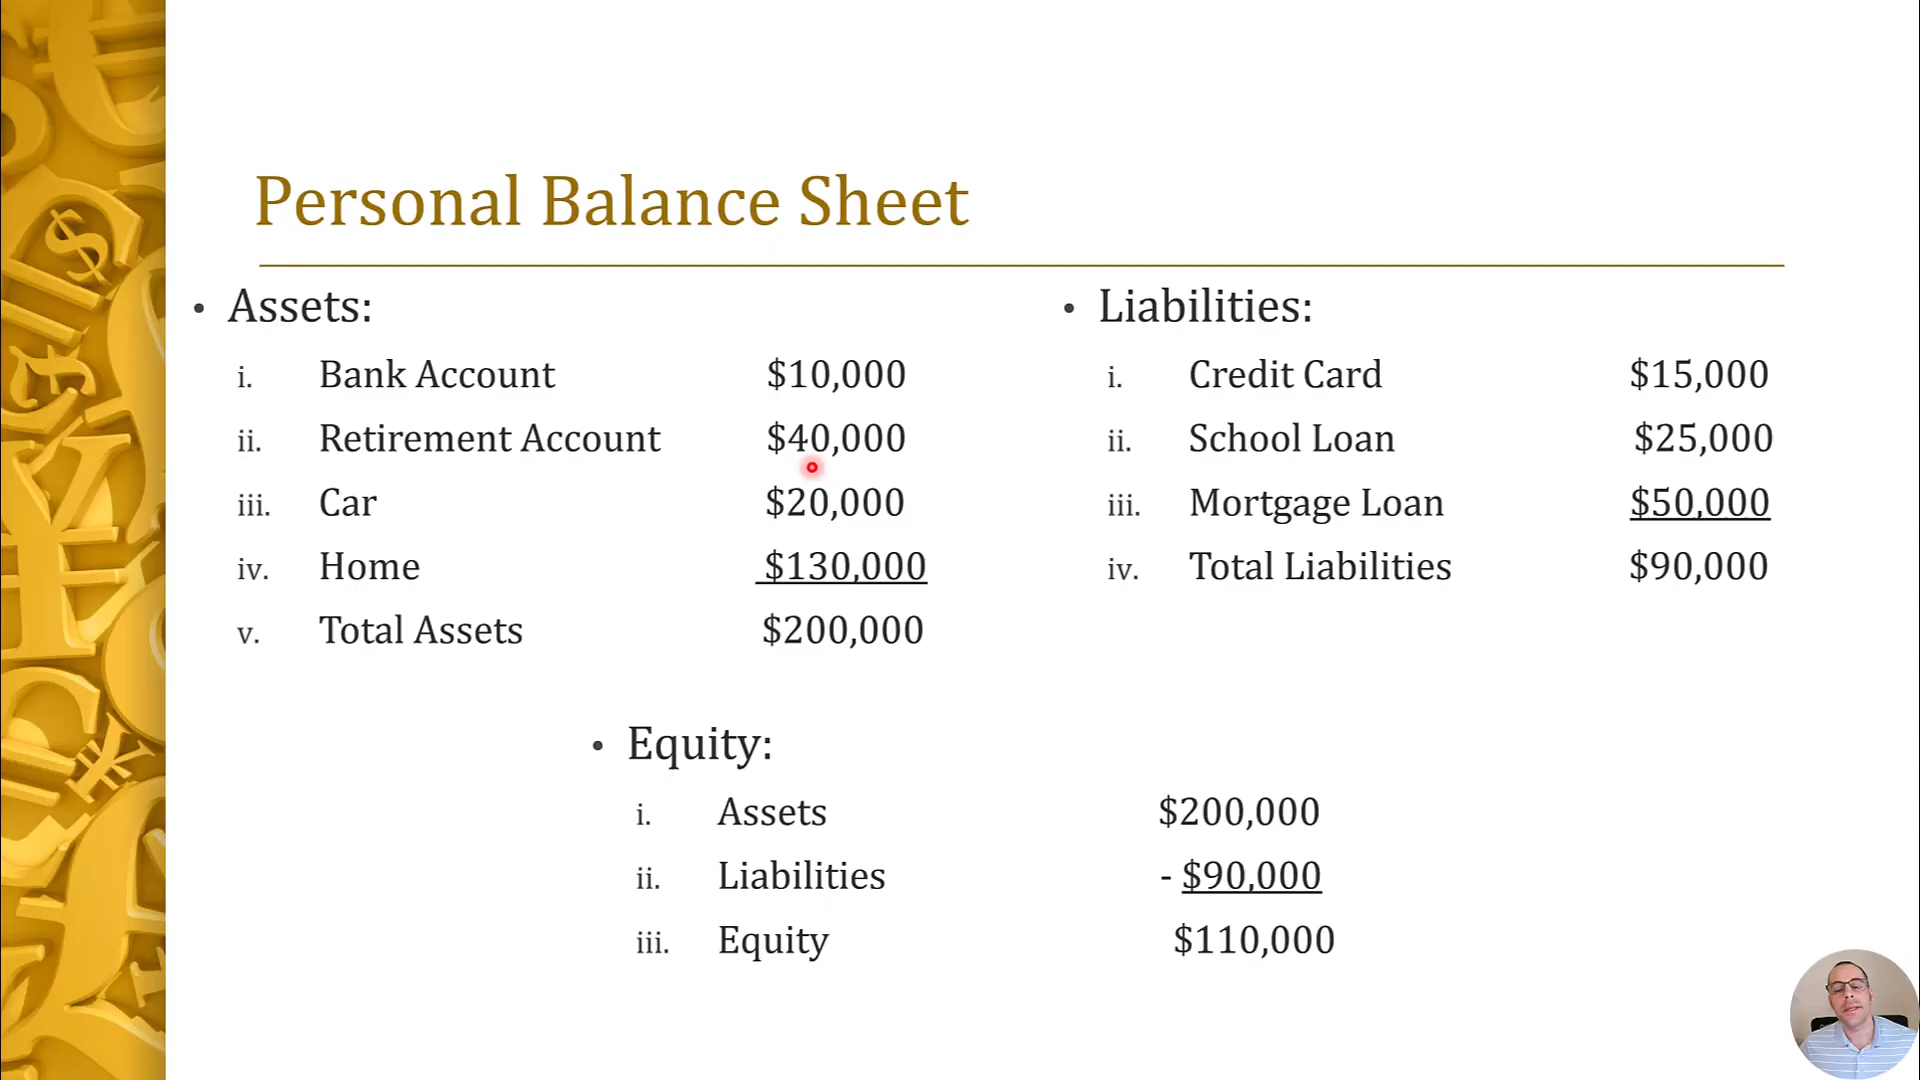 Personal Balance Sheet
• Assets:
i. Bank Account $10,000
ii. Retirement Account $40,000
iii. Car $20,000
iv. Home $130,000
v. Total Assets $200,000
• Liabilities:
i. Credit Card $15,000
ii. School Loan $25,000
iii. Mortgage Loan $50,000
iv. Total Liabilities $90,000
• Equity:
i. Assets $200,000
ii. Liabilities - $90,000
iii. Equity $110,000